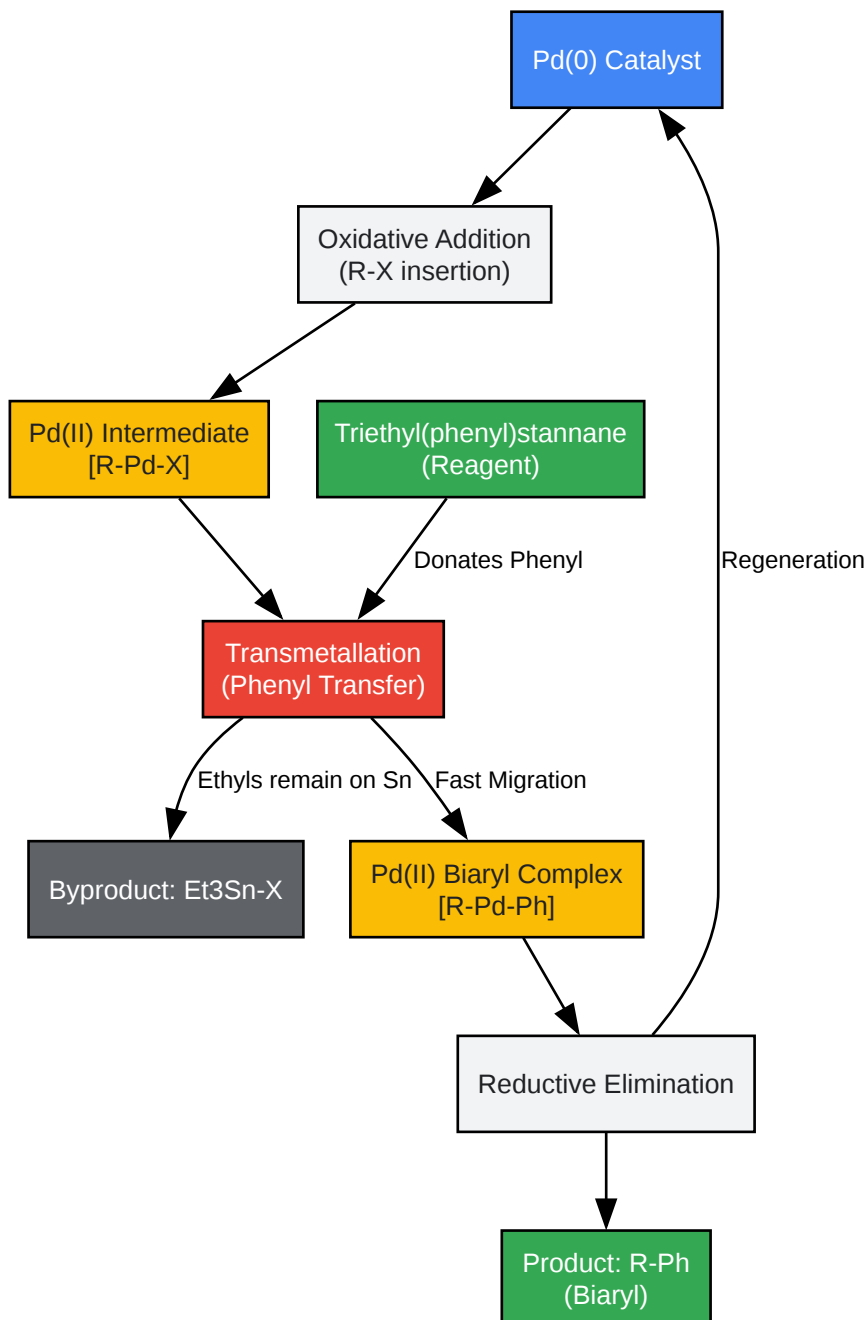 Pd(0) Catalyst
Oxidative Addition
(R-X insertion)
Pd(II) Intermediate
[R-Pd-X]
Triethyl(phenyl)stannane
(Reagent)
Donates Phenyl
Regeneration
Transmetallation
(Phenyl Transfer)
Ethyls remain on Sn
Fast Migration
Byproduct: Et3Sn-X
Pd(II) Biaryl Complex
[R-Pd-Ph]
Reductive Elimination
Product: R-Ph
(Biaryl)